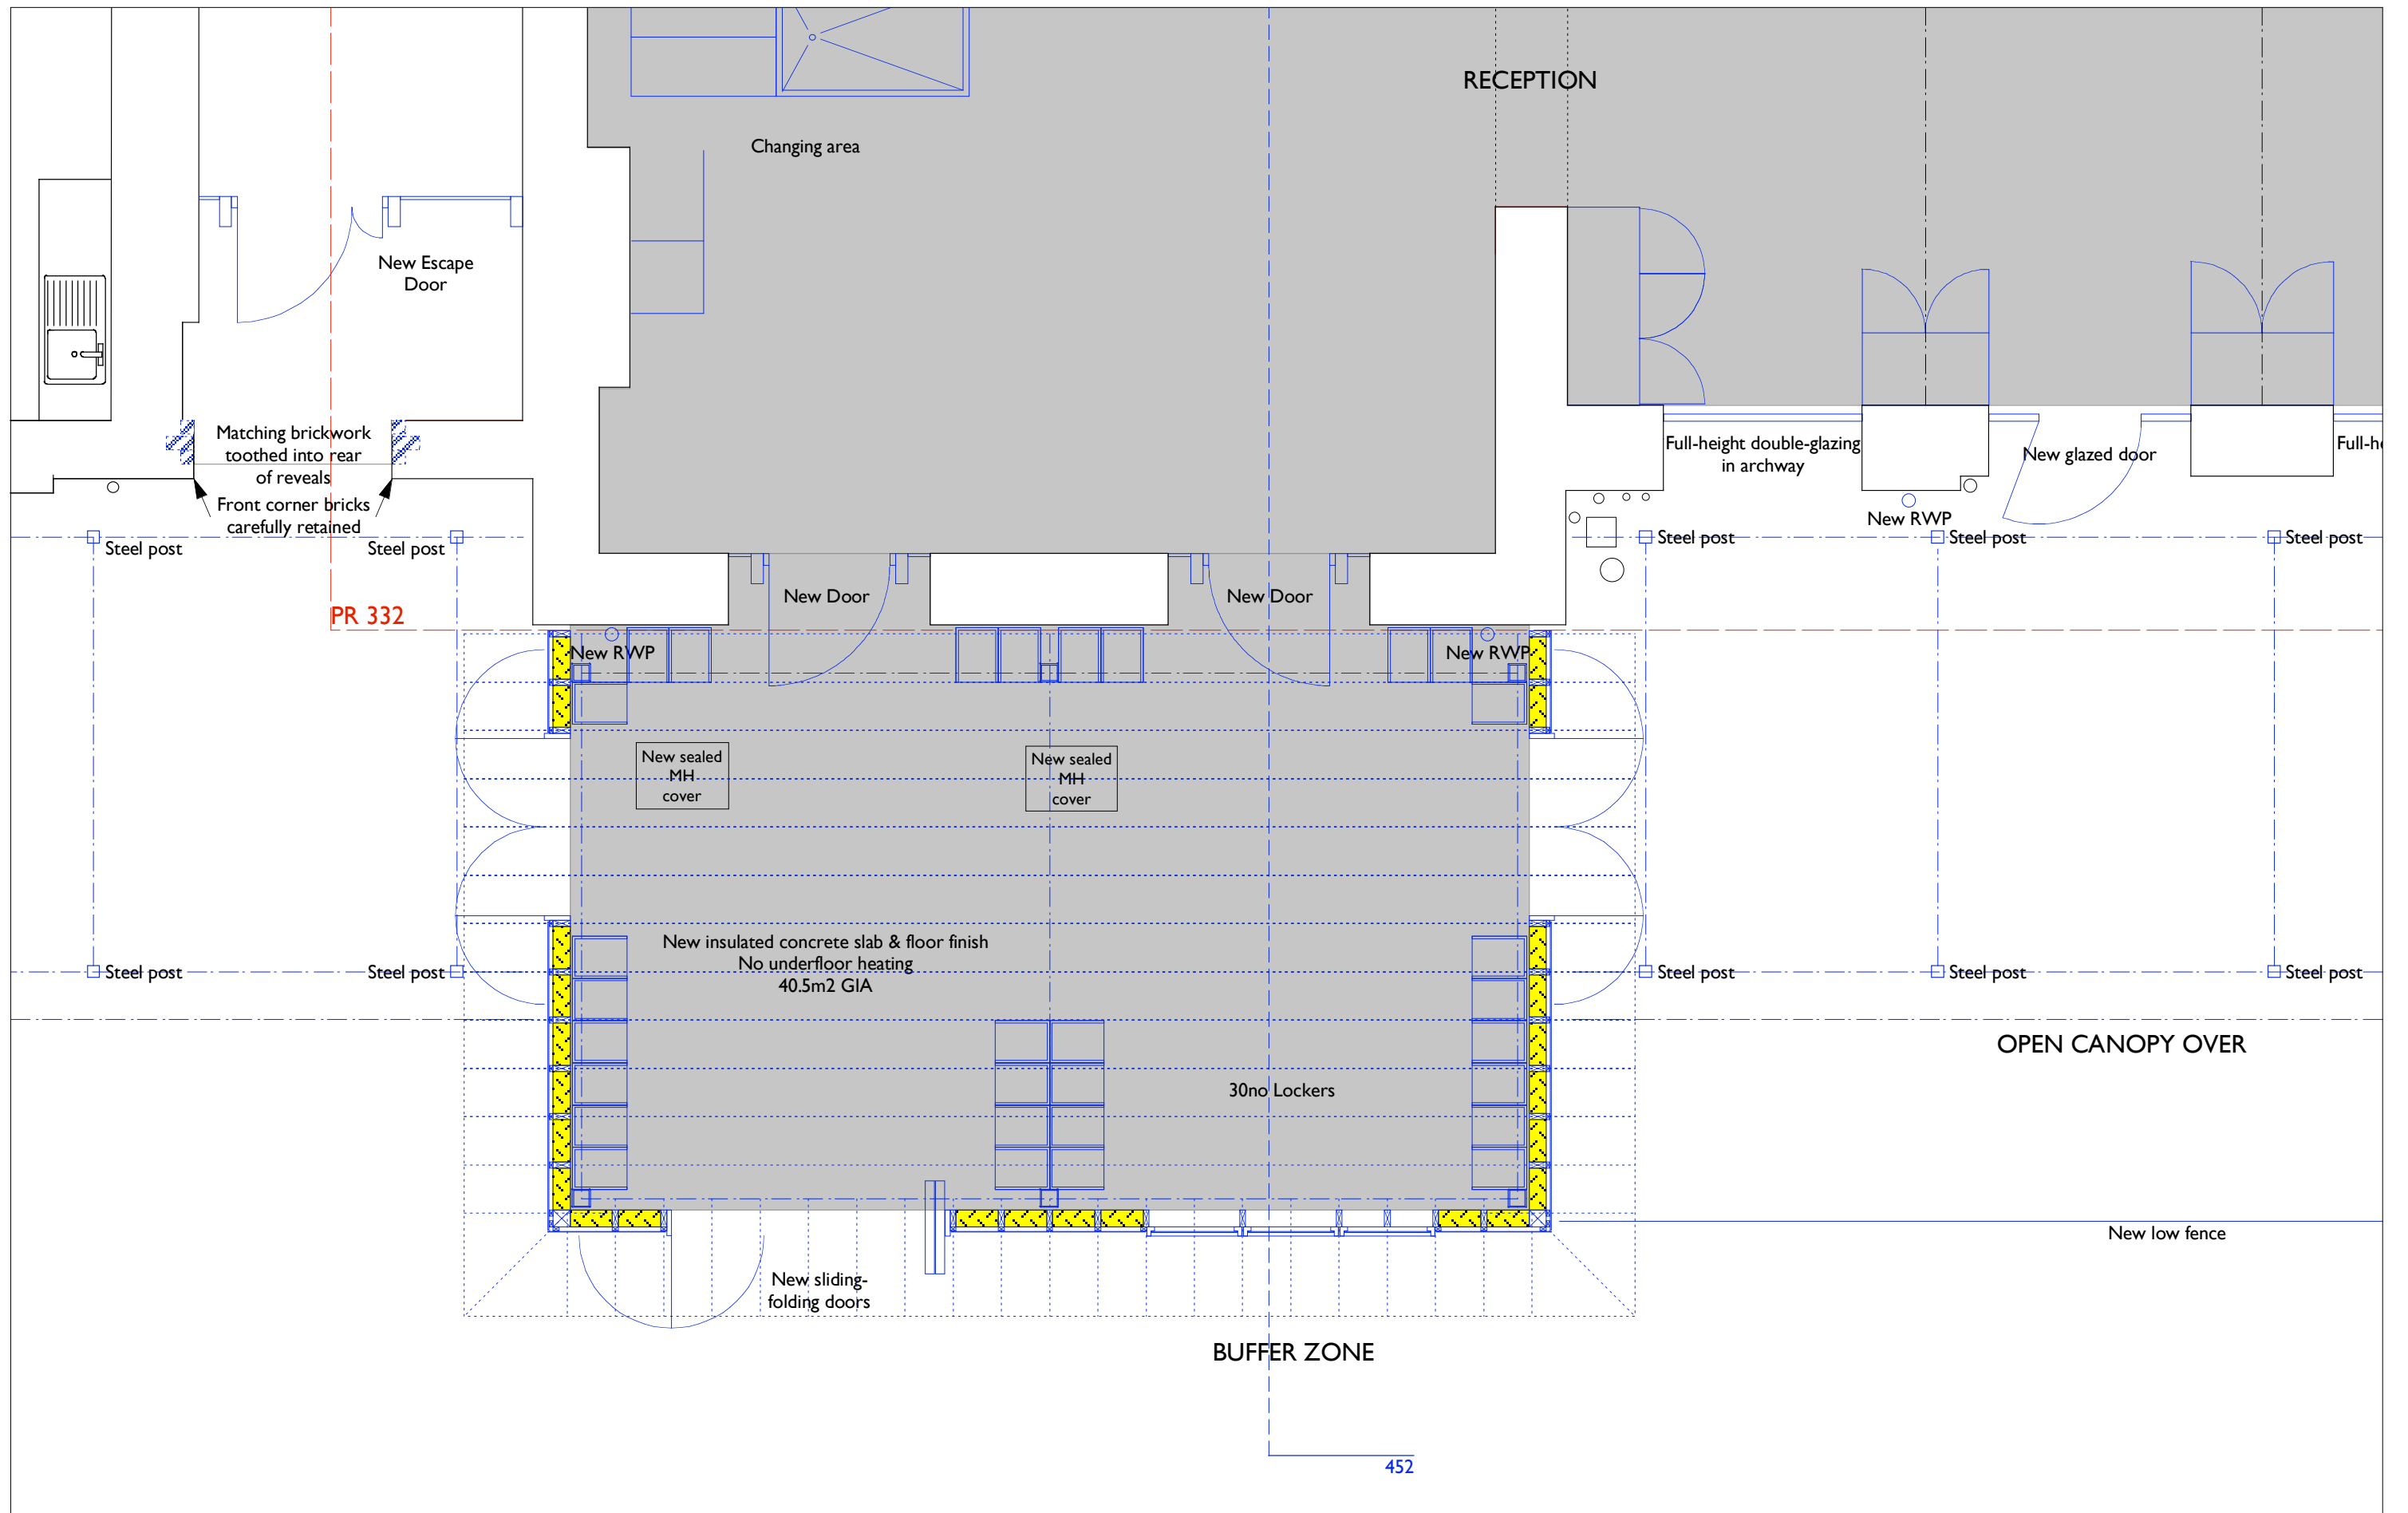 RECEPTION
Changing area
New Escape
Door
Matching brickwork
toothed into rear
of reveals
Front corner bricks
carefully retained
Full-height double-glazing
in archway
New glazed door
Full-he
New RWP
Steel post
Steel post
Steel post
Steel post
Steel post
New Door
New Door
PR 332
New RWP
New RWP
New sealed
MH
cover
New sealed
MH
cover
New insulated concrete slab & floor finish
No underfloor heating
40.5m2 GIA
Steel post
Steel post
Steel post
Steel post
Steel post
OPEN CANOPY OVER
30no Lockers
New low fence
New sliding-
folding doors
BUFFER ZONE
452